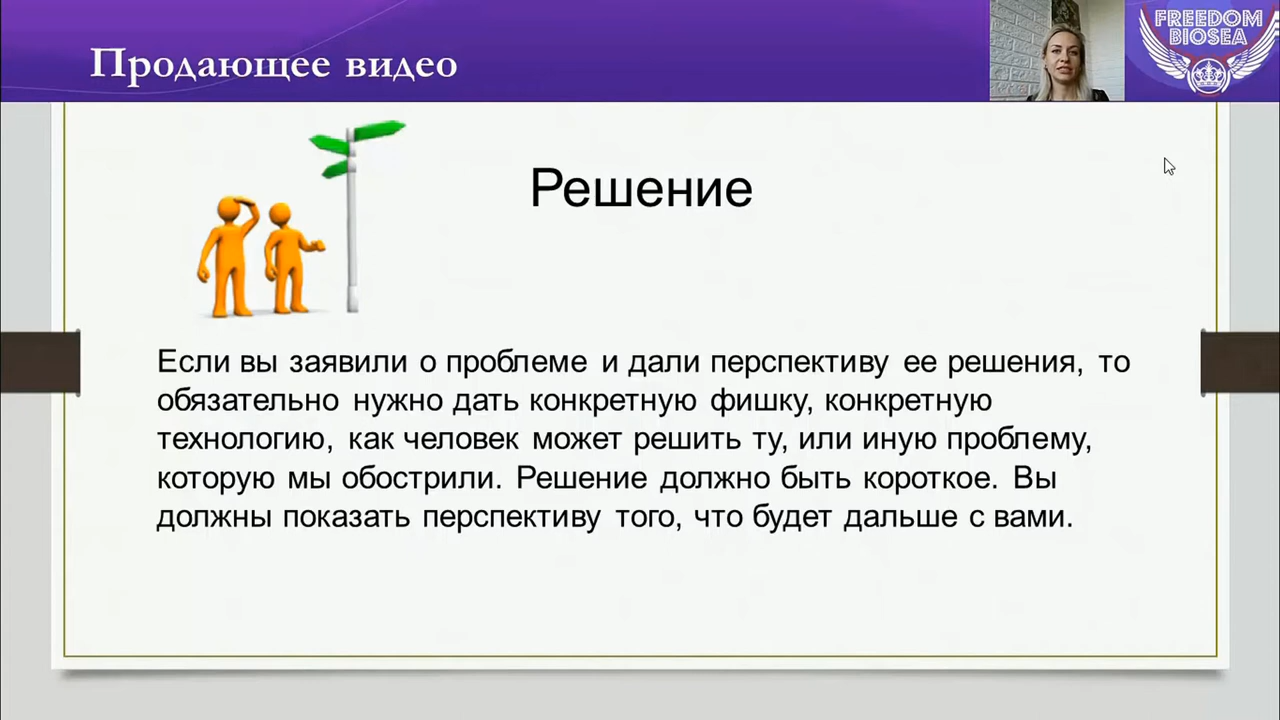 Продающее видео
FREEDOM
BIOSEA
Решение
Если вы заявили о проблеме и дали перспективу ее решения, то
обязательно нужно дать конкретную фишку, конкретную
технологию, как человек может решить ту, или иную проблему,
которую мы обострили. Решение должно быть короткое. Вы
должны показать перспективу того, что будет дальше с вами.